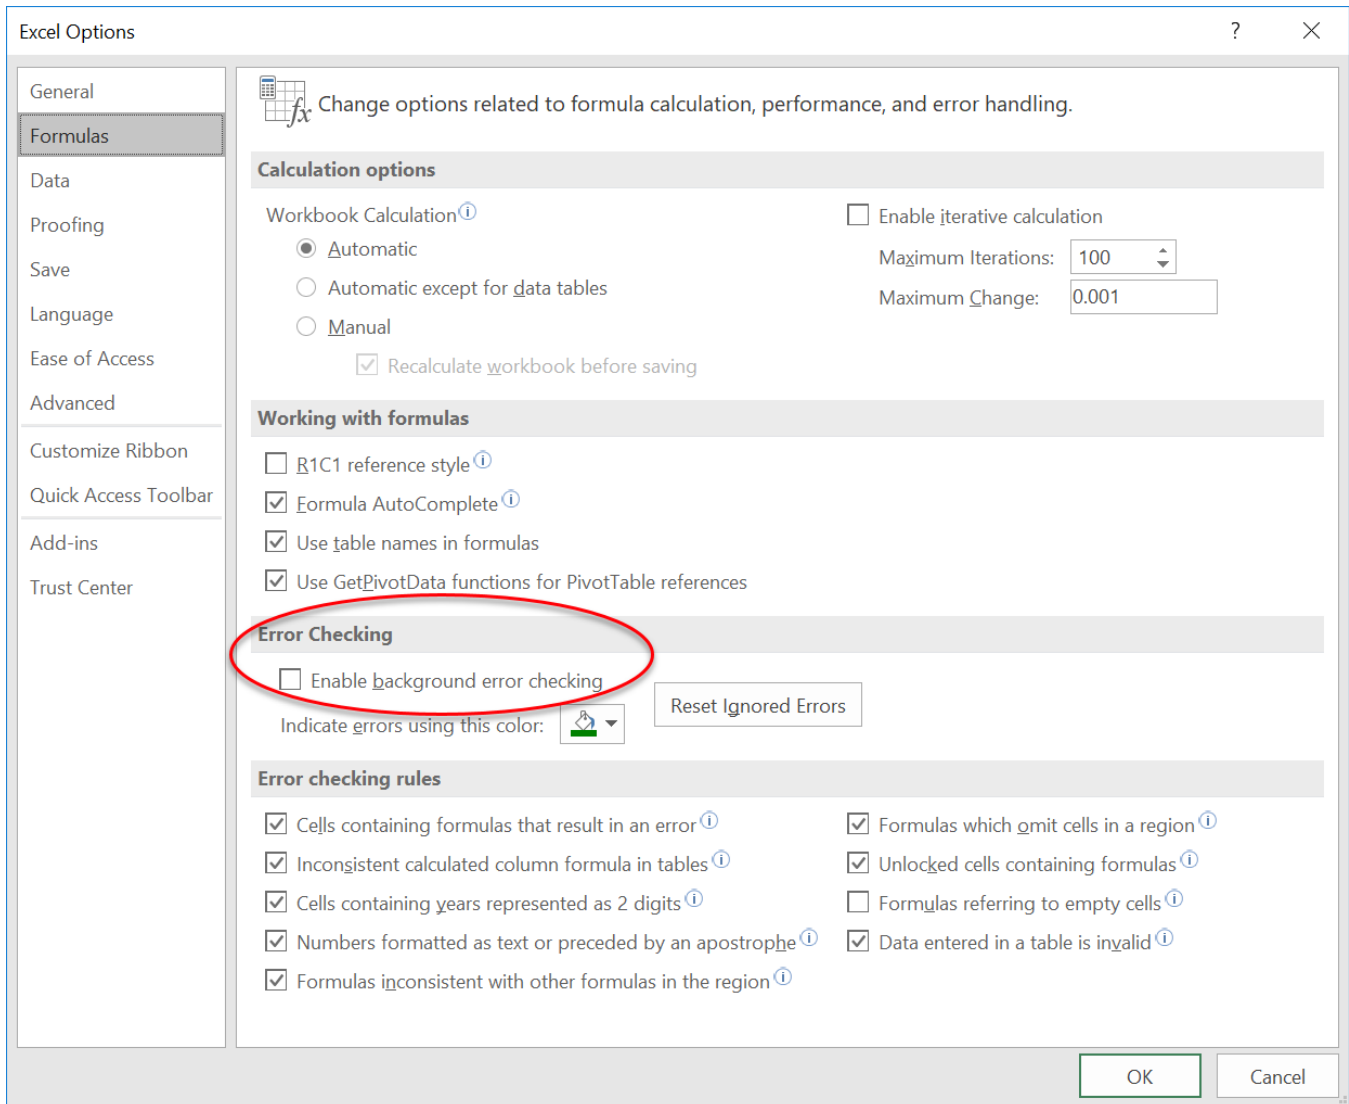 Excel Options
?
General
Formulas
Data
Proofing
Save
Language
Ease of Access
Advanced
Customize Ribbon
Quick Access Toolbar
Add-ins
Trust Center
fx Change options related to formula calculation, performance, and error handling.
Calculation options
Workbook Calculation
Automatic
Automatic except for data tables
Manual
Recalculate workbook before saving
Enable iterative calculation
Maximum Iterations: 100
Maximum Change: 0.001
Working with formulas
R1C1 reference style
Formula AutoComplete
Use table names in formulas
Use GetPivotData functions for PivotTable references
Error Checking
Enable background error checking
Indicate errors using this color:
Reset Ignored Errors
Error checking rules
Cells containing formulas that result in an error
Inconsistent calculated column formula in tables
Cells containing years represented as 2 digits
Numbers formatted as text or preceded by an apostrophe
Formulas inconsistent with other formulas in the region
Formulas which omit cells in a region
Unlocked cells containing formulas
Formulas referring to empty cells
Data entered in a table is invalid
OK
Cancel